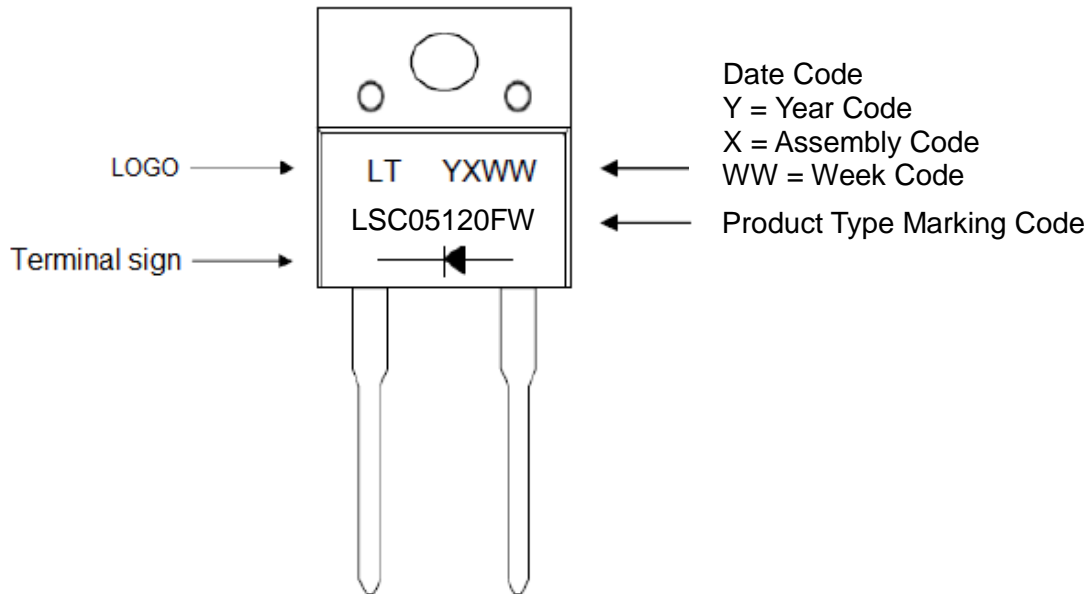 Date Code
Y = Year Code
X = Assembly Code
WW = Week Code
LOGO
LT YXWW
LSC05120FW
Product Type Marking Code
Terminal sign